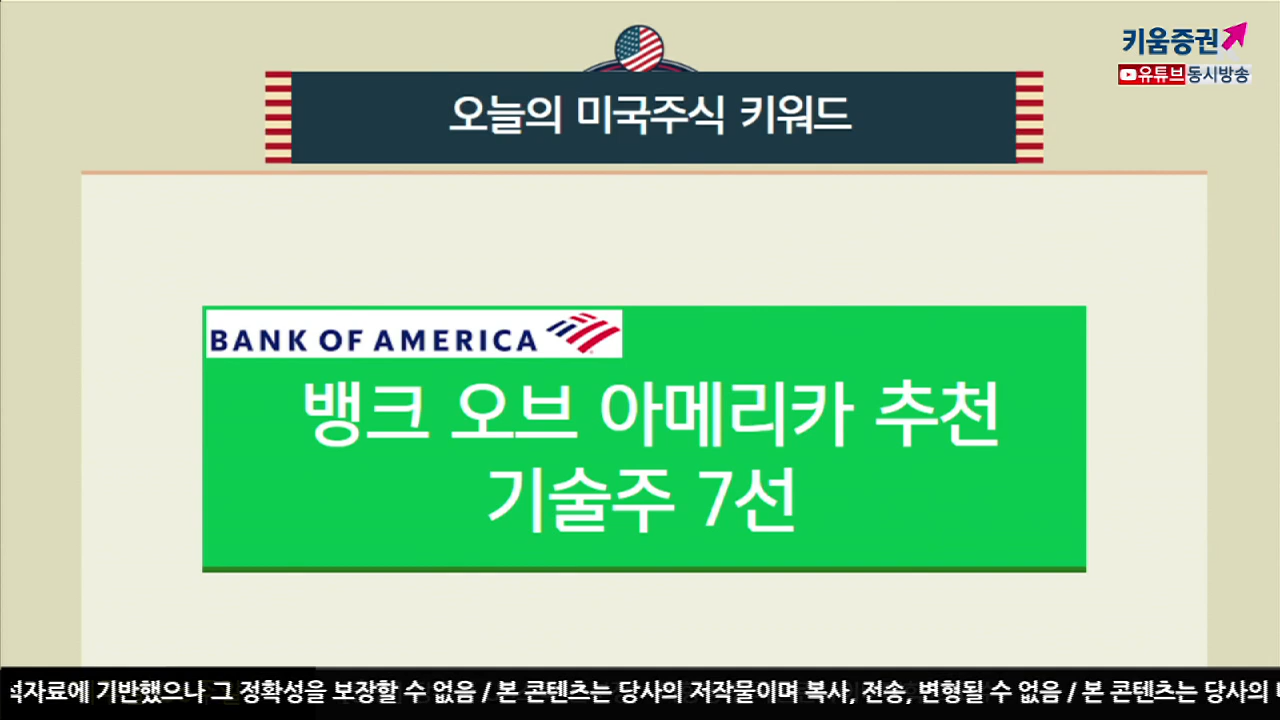 키움증권
유튜브동시방송
오늘의 미국주식 키워드
BANK OF AMERICA
뱅크 오브 아메리카 추천
기술주 7선
자료에 기반했으나 그 정확성을 보장할 수 없음 / 본 콘텐츠는 당사의 저작물이며 복사, 전송, 변형될 수 없음 / 본 콘텐츠는 당사의